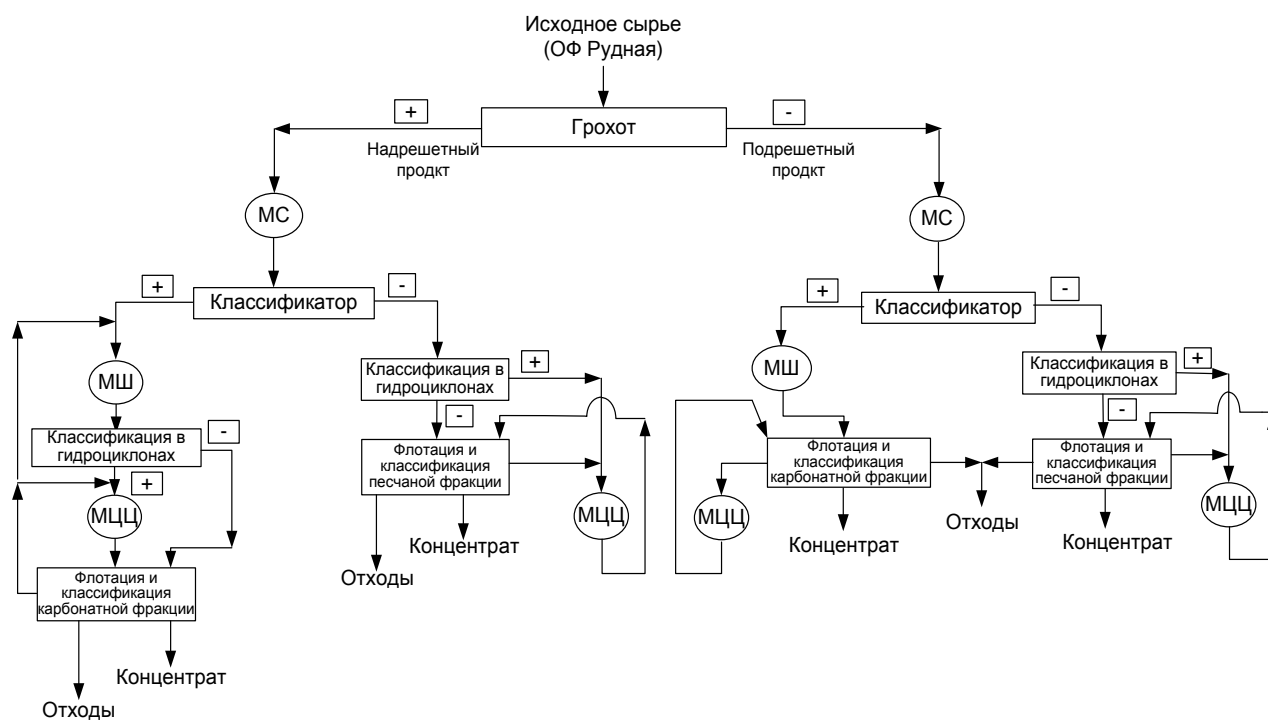 Исходное сырье
(ОФ Рудная)
+
-
Грохот
Надрешетный
продкт
Подрешетный
продкт
МС
МС
+
-
Классификатор
+
-
Классификатор
МШ
Классификация в
гидроциклонах
+
МШ
Классификация в
гидроциклонах
+
-
-
Классификация в
гидроциклонах
-
+
Флотация и
классификация
песчаной фракции
Флотация и
классификация
карбонатной фракции
Флотация и
классификация
песчаной фракции
МЦЦ
МЦЦ
МЦЦ
МЦЦ
Концентрат
Отходы
Концентрат
Отходы
Концентрат
Флотация и
классификация
карбонатной фракции
Концентрат
Отходы